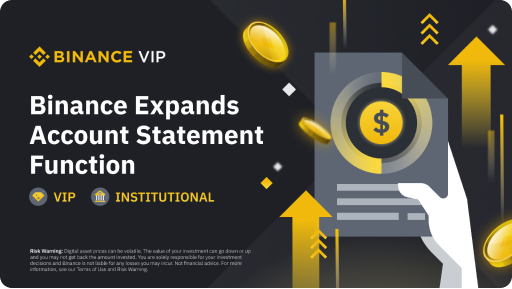 BINANCE VIP
Binance Expands
Account Statement
Function
VIP INSTITUTIONAL
Risk Warning: Digital asset prices can be volatile. The value of your investment can go down or up
and you may not get back the amount invested. You are solely responsible for your investment
decisions and Binance is not liable for any losses you may incur. Not financial advice. For more
information, see our Terms of Use and Risk Warning.
$